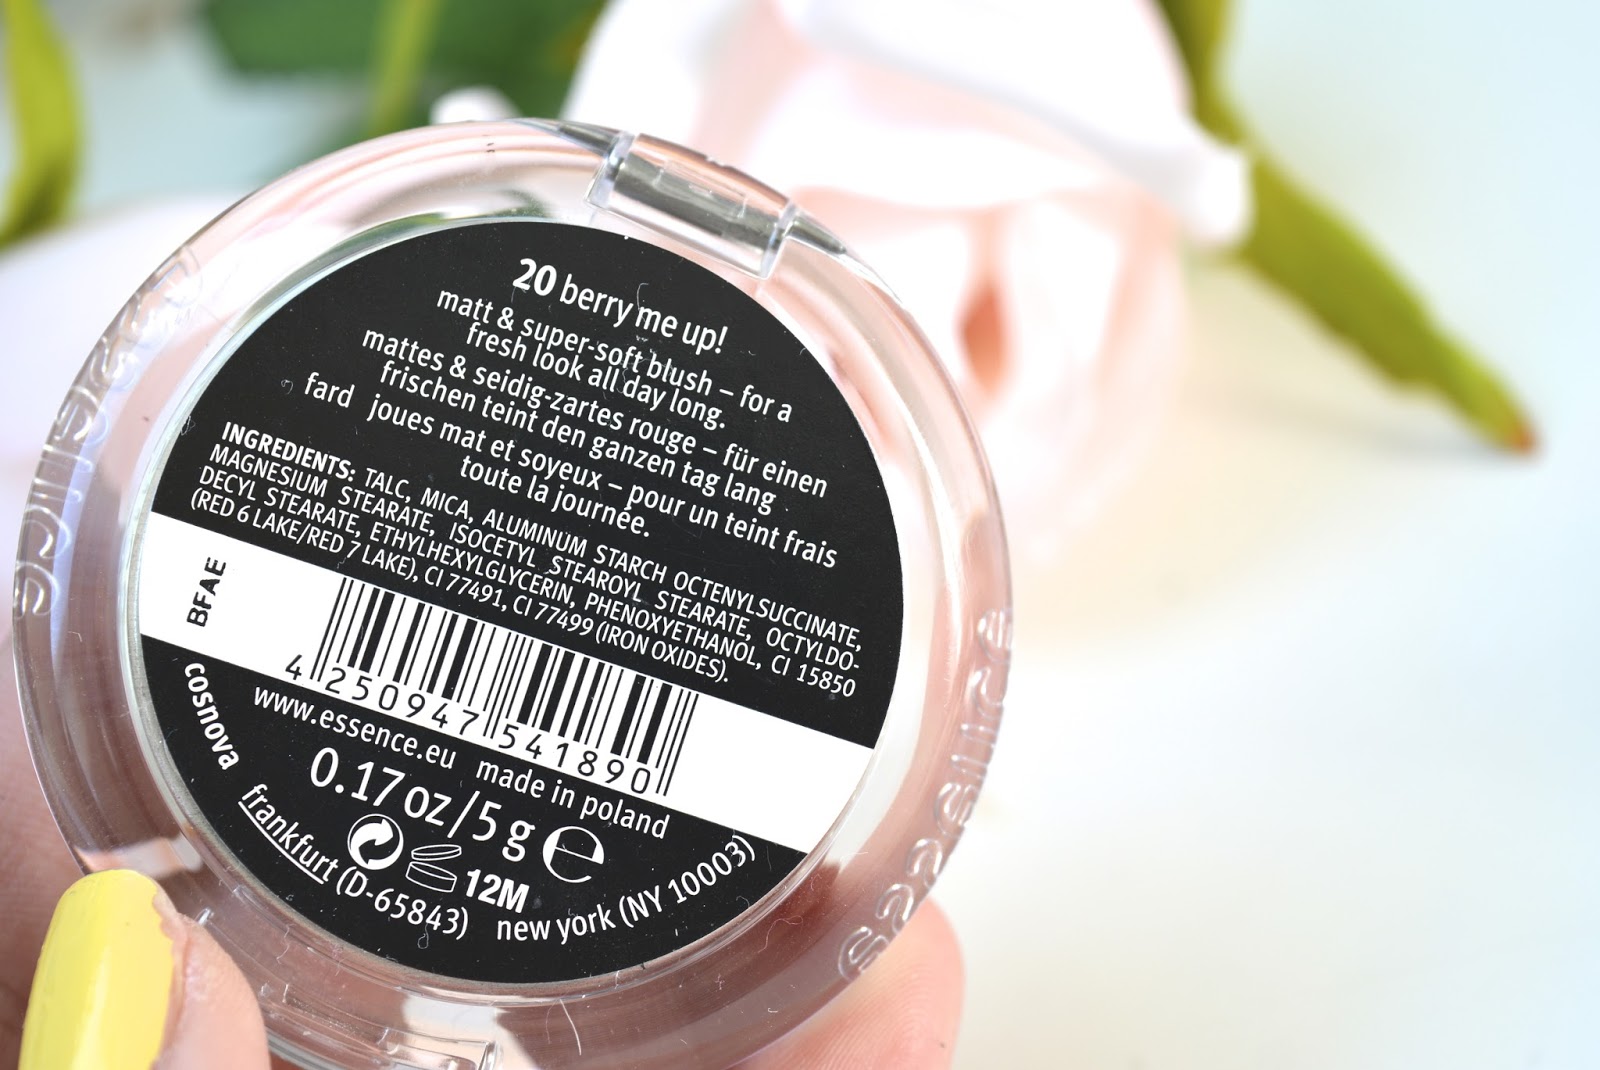 20 berry me up!
matt & super-soft blush – for a
fresh look all day long.
mattes & seidig-zartes rouge – für einen
frischen teint den ganzen tag lang
fard joues mat et soyeux – pour un teint frais
toute la journée.
INGREDIENTS: TALC, MICA, ALUMINUM STARCH OCTENYLSUCCINATE,
MAGNESIUM STEARATE, ISOCETYL STEAROYL STEARATE, OCTYLDO-
DECYL STEARATE, ETHYLHEXYLGLYCERIN, PHENOXYETHANOL, CI 15850
(RED 6 LAKE/RED 7 LAKE), CI 77491, CI 77499 (IRON OXIDES).
BFAE
4 250947 541890
www.essence.eu made in poland
0.17 oz/5 g e
12M
cosnova frankfurt (D-65843) new york (NY 10003)
essence
essence